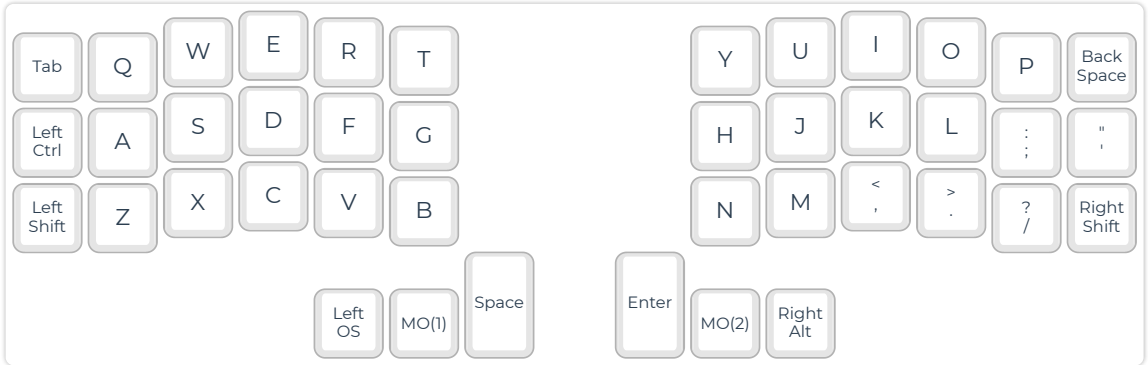 Tab Q W E R T Y U I O P Back
Space
Left
Ctrl A S D F G H J K L :
; "
'
Left
Shift Z X C V B N M <
, >
. ?
/ Right
Shift
Left
OS MO(1) Space Enter MO(2) Right
Alt